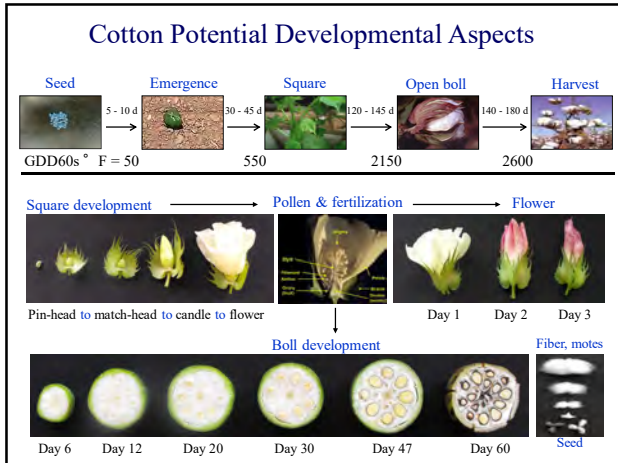 Cotton Potential Developmental Aspects
Seed Emergence Square Open boll Harvest
5 - 10 d 30 - 45 d 120 - 145 d 140 - 180 d
GDD60s ° F = 50 550 2150 2600
Square development Pollen & fertilization Flower
Pin-head to match-head to candle to flower
Day 1 Day 2 Day 3
Boll development
Fiber, motes
Day 6 Day 12 Day 20 Day 30 Day 47 Day 60
Seed